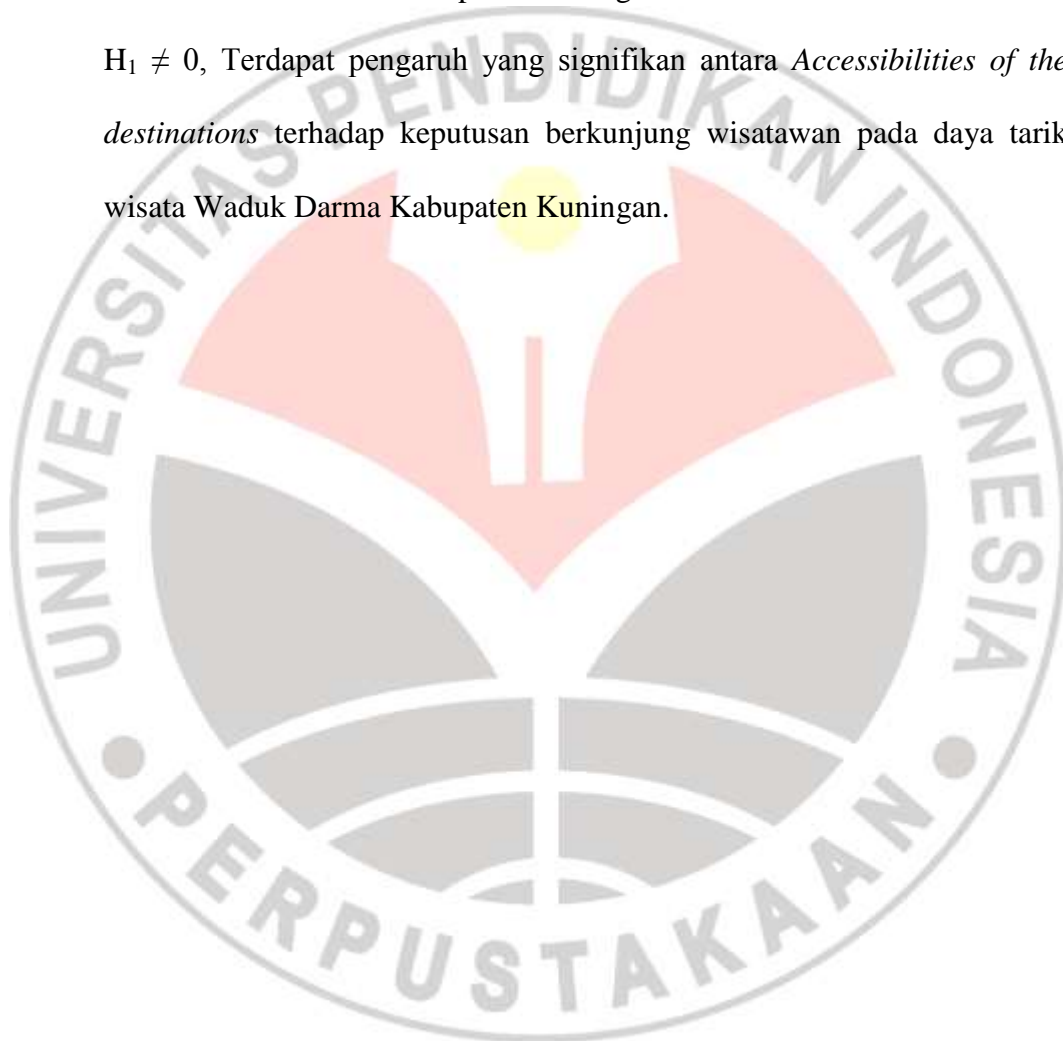 H₁ ≠ 0, Terdapat pengaruh yang signifikan antara Accessibilities of the
destinations terhadap keputusan berkunjung wisatawan pada daya tarik
wisata Waduk Darma Kabupaten Kuningan.
UNIVERSITAS PENDIDIKAN INDONESIA
PERPUSTAKAAN